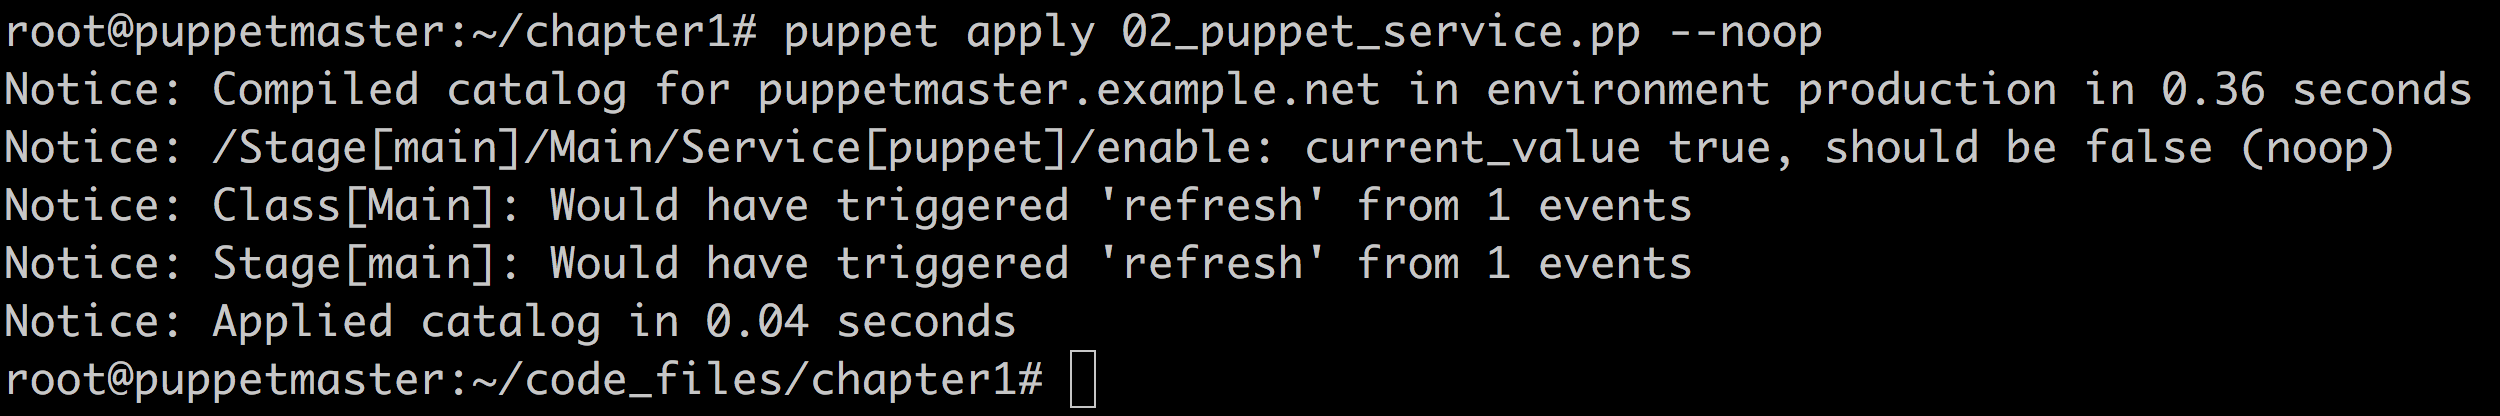 root@puppetmaster:~/chapter1# puppet apply 02_puppet_service.pp --noop
Notice: Compiled catalog for puppetmaster.example.net in environment production in 0.36 seconds
Notice: /Stage[main]/Main/Service[puppet]/enable: current_value true, should be false (noop)
Notice: Class[Main]: Would have triggered 'refresh' from 1 events
Notice: Stage[main]: Would have triggered 'refresh' from 1 events
Notice: Applied catalog in 0.04 seconds
root@puppetmaster:~/code_files/chapter1#